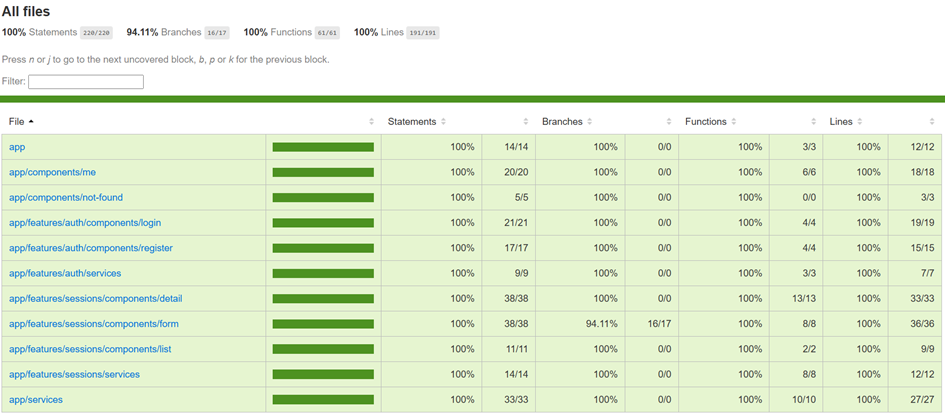 All files
100% Statements 220/220 94.11% Branches 16/17 100% Functions 61/61 100% Lines 191/191
Press n or j to go to the next uncovered block, b, p or k for the previous block.
Filter:
File Statements Branches Functions Lines
app 100% 14/14 100% 0/0 100% 3/3 100% 12/12
app/components/me 100% 20/20 100% 0/0 100% 6/6 100% 18/18
app/components/not-found 100% 5/5 100% 0/0 100% 0/0 100% 3/3
app/features/auth/components/login 100% 21/21 100% 0/0 100% 4/4 100% 19/19
app/features/auth/components/register 100% 17/17 100% 0/0 100% 4/4 100% 15/15
app/features/auth/services 100% 9/9 100% 0/0 100% 3/3 100% 7/7
app/features/sessions/components/detail 100% 38/38 100% 0/0 100% 13/13 100% 33/33
app/features/sessions/components/form 100% 38/38 94.11% 16/17 100% 8/8 100% 36/36
app/features/sessions/components/list 100% 11/11 100% 0/0 100% 2/2 100% 9/9
app/features/sessions/services 100% 14/14 100% 0/0 100% 8/8 100% 12/12
app/services 100% 33/33 100% 0/0 100% 10/10 100% 27/27